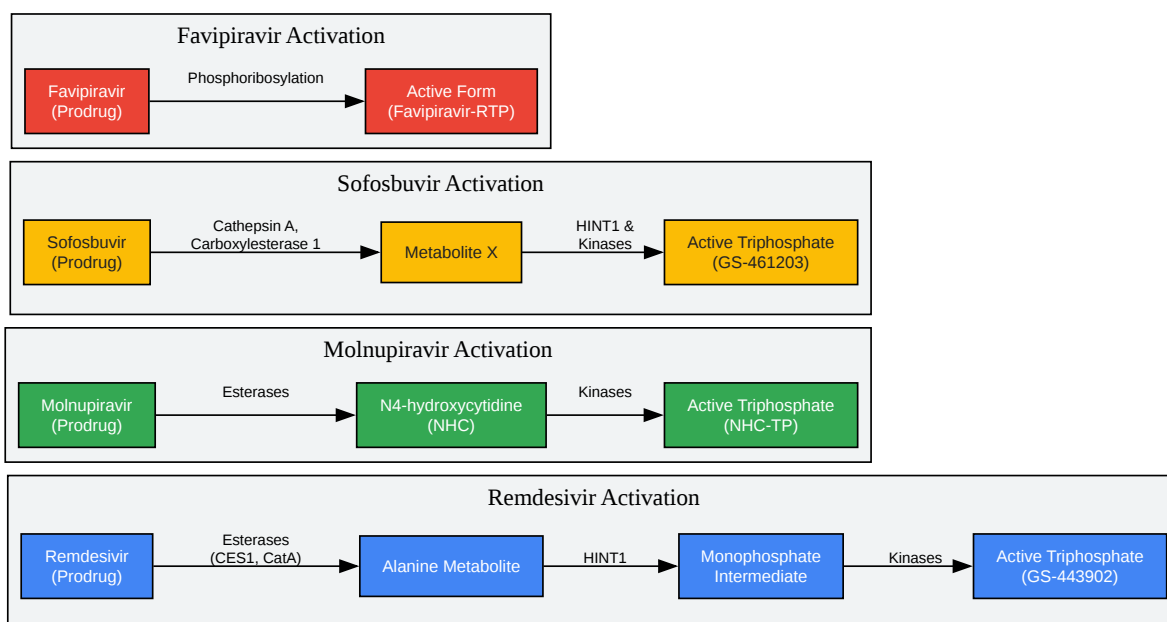 Favipiravir Activation
Favipiravir
(Prodrug)
Phosphoribosylation
Active Form
(Favipiravir-RTP)
Sofosbuvir Activation
Sofosbuvir
(Prodrug)
Cathepsin A,
Carboxylesterase 1
Metabolite X
HINT1 &
Kinases
Active Triphosphate
(GS-461203)
Molnupiravir Activation
Molnupiravir
(Prodrug)
Esterases
N4-hydroxycytidine
(NHC)
Kinases
Active Triphosphate
(NHC-TP)
Remdesivir Activation
Remdesivir
(Prodrug)
Esterases
(CES1, CatA)
Alanine Metabolite
HINT1
Monophosphate
Intermediate
Kinases
Active Triphosphate
(GS-443902)